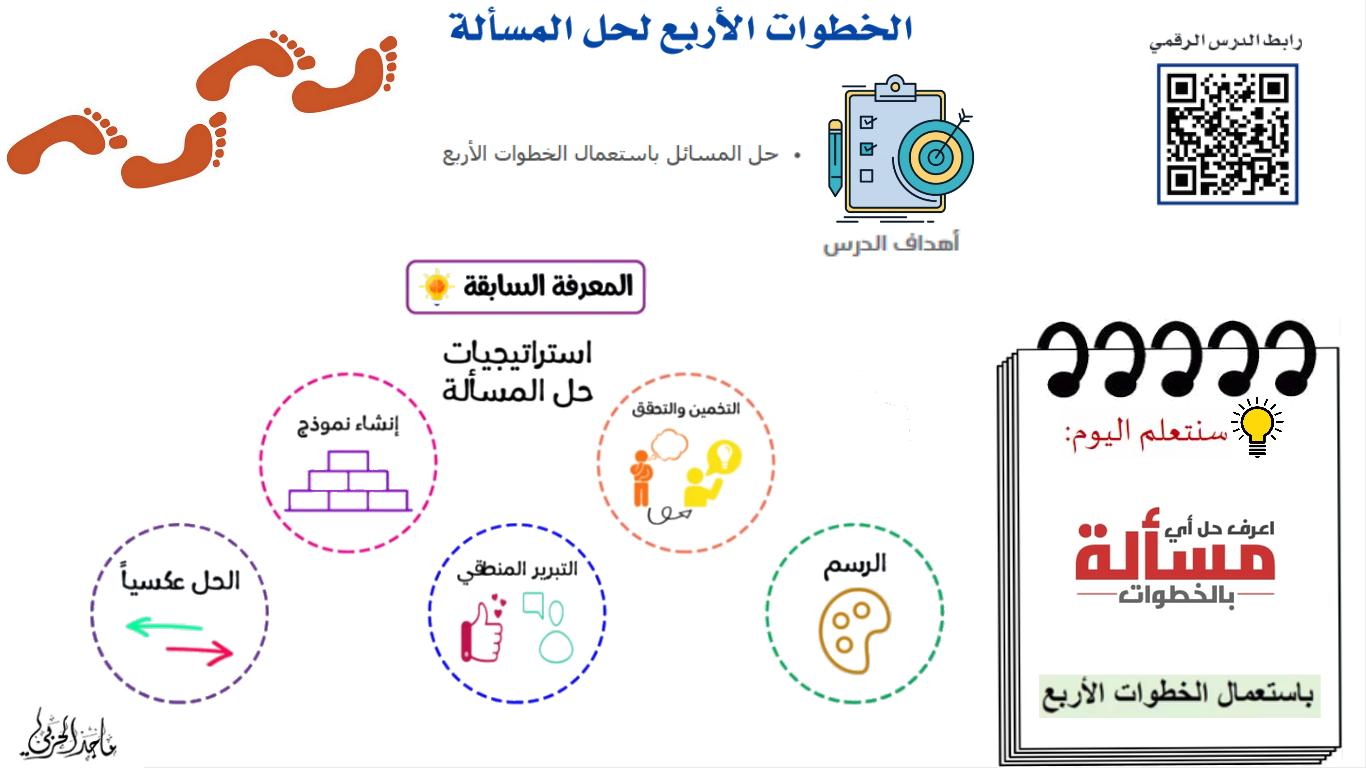 الخطوات الأربع لحل المسألة
رابط الدرس الرقمي
• حل المسائل باستعمال الخطوات الأربع
أهداف الدرس
المعرفة السابقة
استراتيجيات
حل المسألة
التخمين والتحقق
إنشاء نموذج
الرسم
التبرير المنطقي
الحل عكسياً
سنتعلم اليوم:
اعرف حل أي
مسألة
بالخطوات
باستعمال الخطوات الأربع